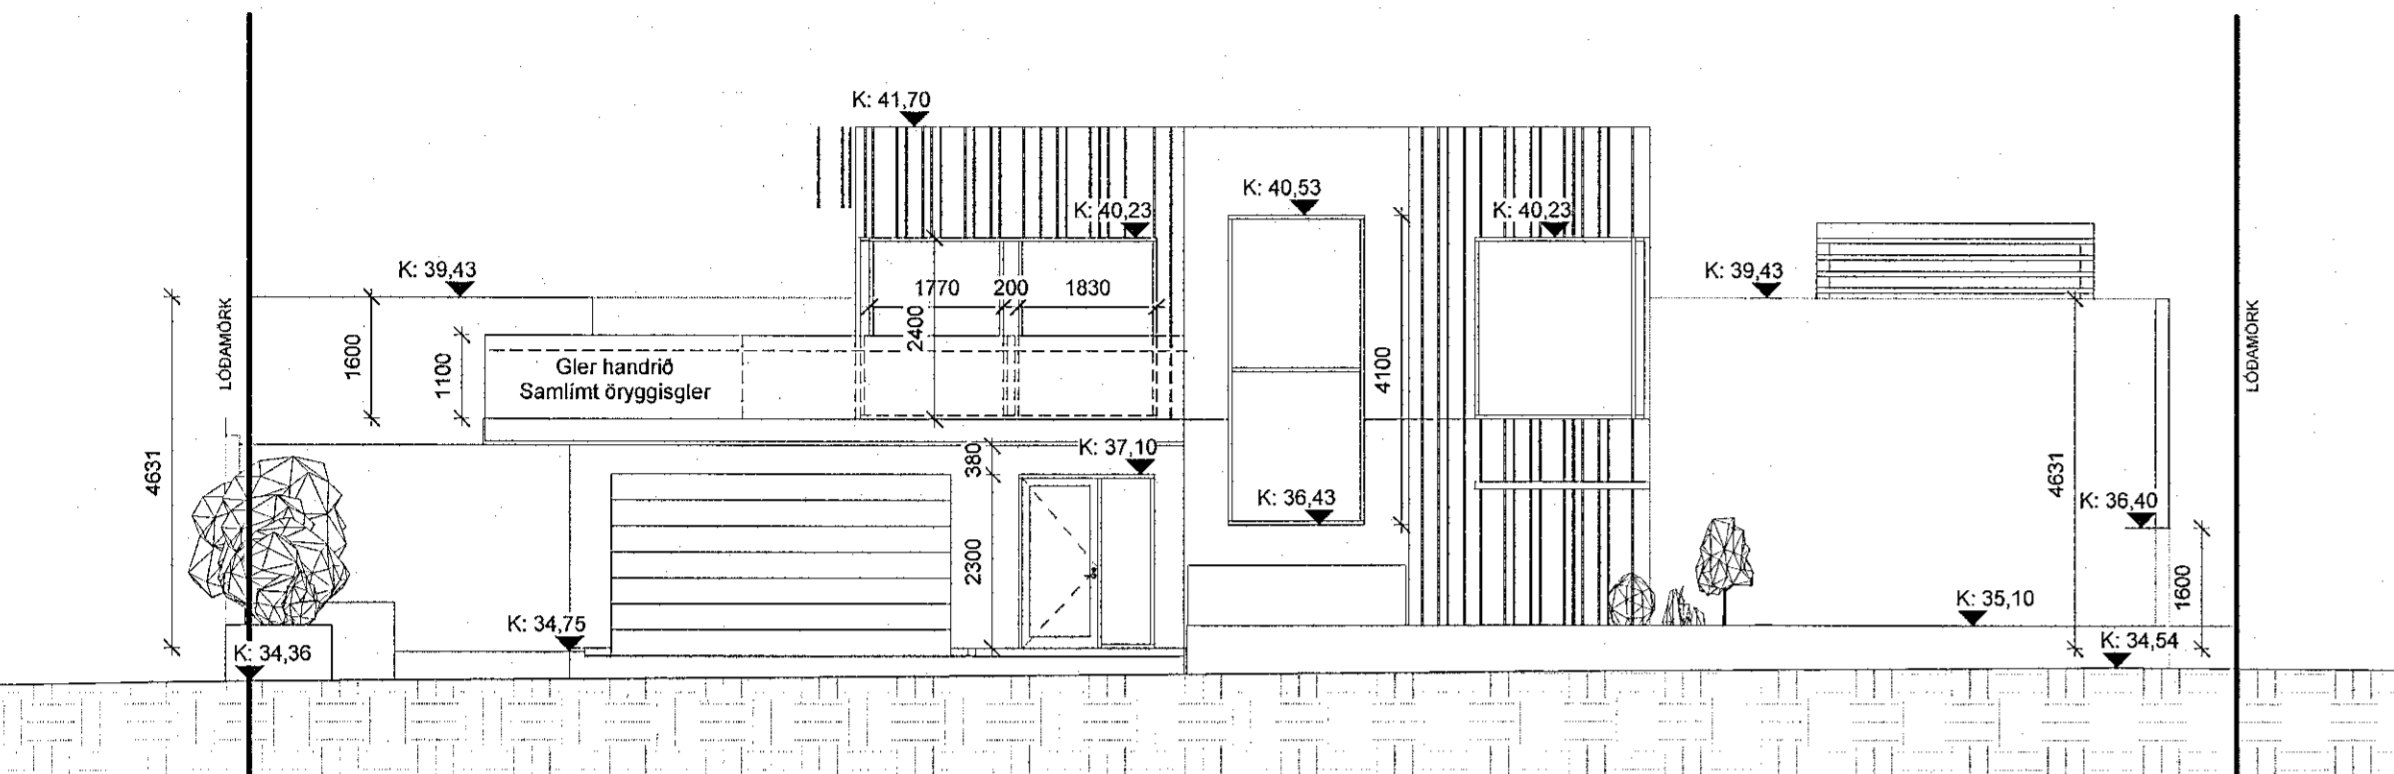 K: 41,70
K: 40,53
K: 40,23
K: 40,23
K: 39,43
K: 39,43
1770
200
1830
2400
LÓÐAMÖRK
LÓÐAMÖRK
1600
1100
Gler handrið
Samlímt öryggisgler
4100
4631
380
K: 37,10
4631
K: 36,43
K: 36,40
2300
1600
K: 34,75
K: 35,10
K: 34,36
K: 34,54